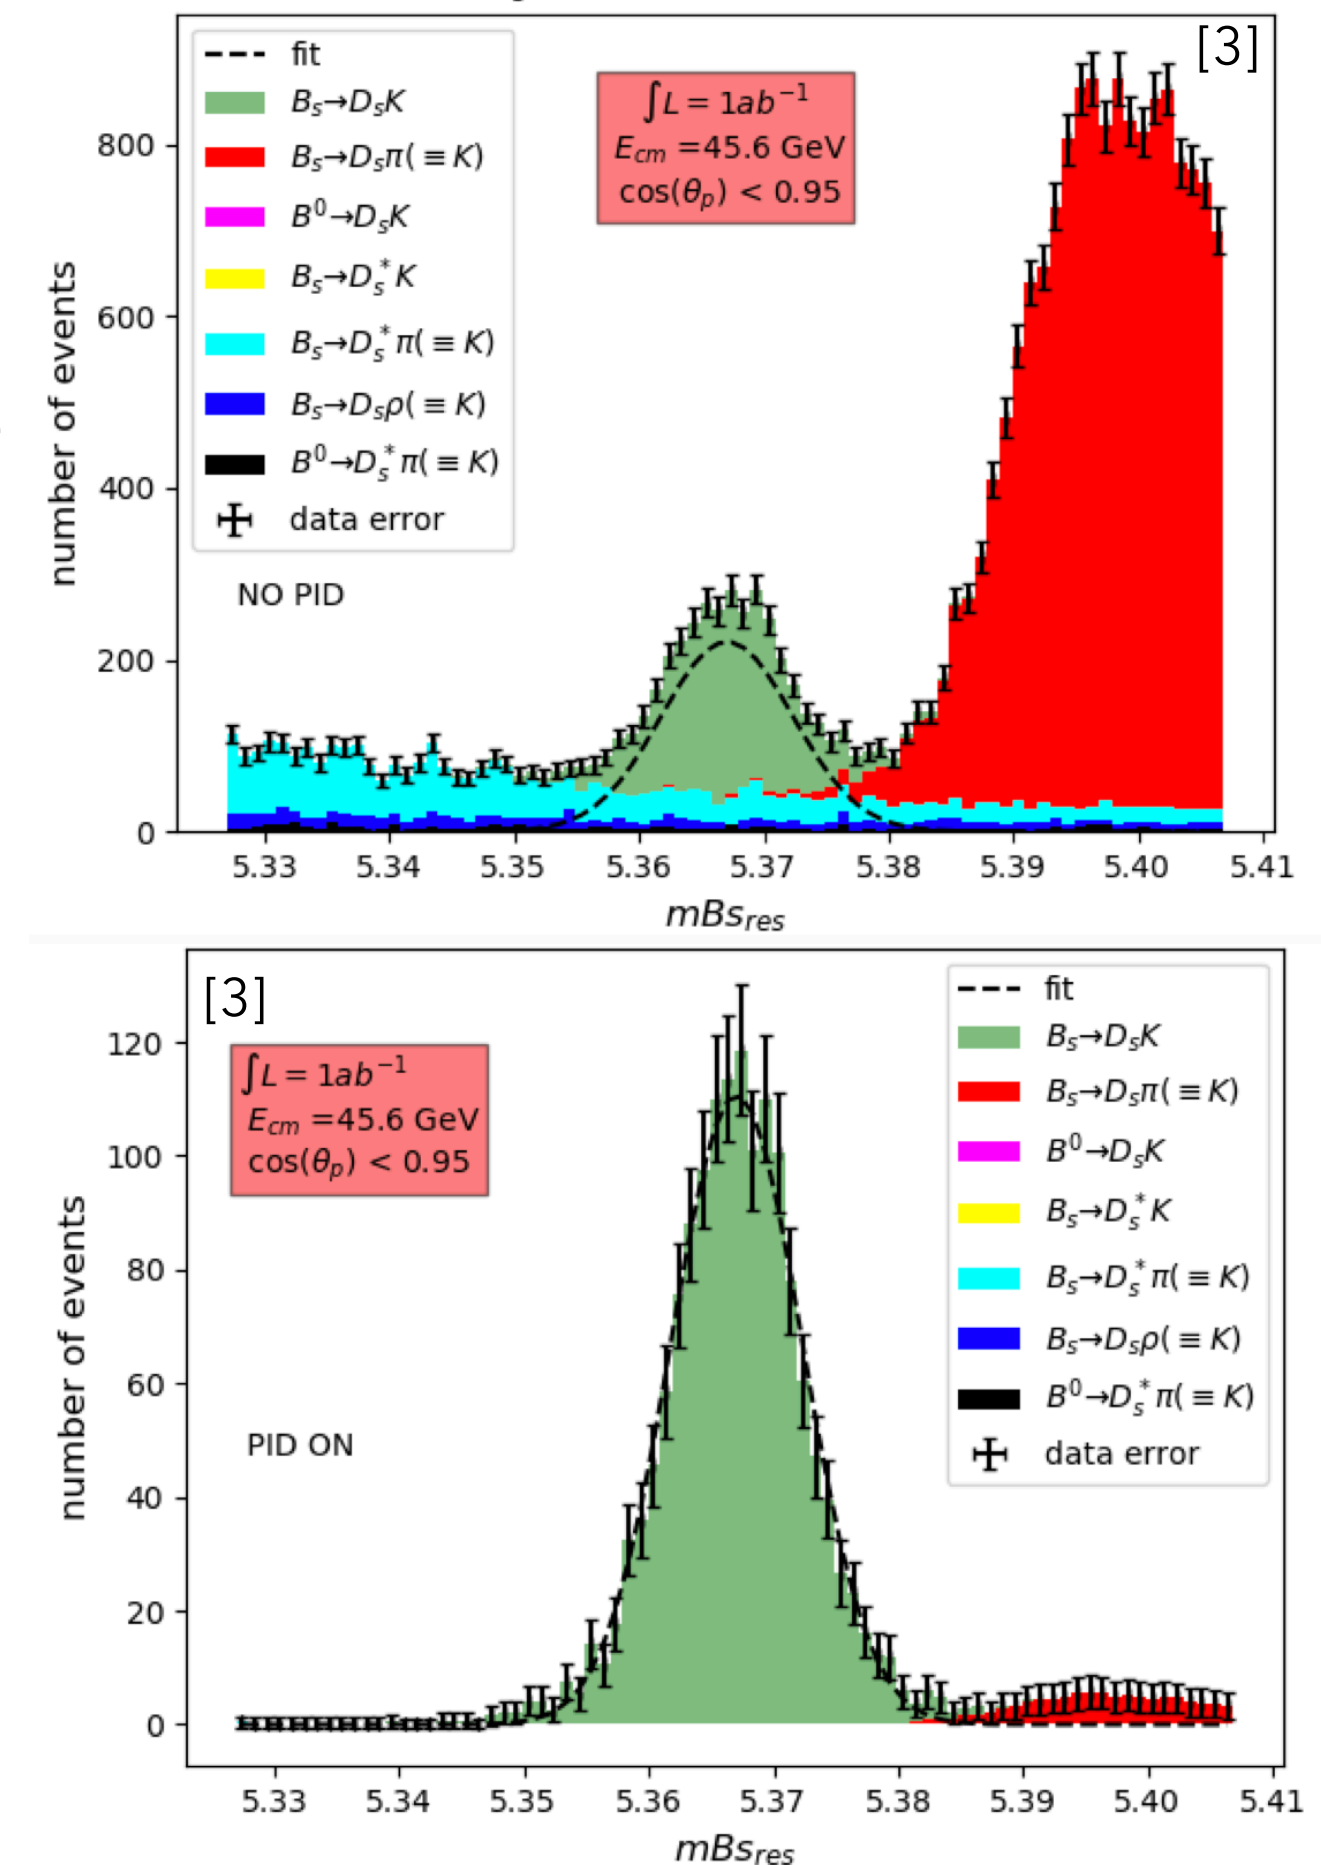 [3]
fit
B_s→D_sK
B_s→D_sπ(≡K)
B⁰→D_sK
B_s→D_s*K
B_s→D_s*π(≡K)
B_s→D_sρ(≡K)
B⁰→D_s*π(≡K)
data error
∫L = 1ab⁻¹
E_cm =45.6 GeV
cos(θ_p) < 0.95
NO PID
number of events
800
600
400
200
0
5.33 5.34 5.35 5.36 5.37 5.38 5.39 5.40 5.41
mBs_res
[3]
∫L = 1ab⁻¹
E_cm =45.6 GeV
cos(θ_p) < 0.95
fit
B_s→D_sK
B_s→D_sπ(≡K)
B⁰→D_sK
B_s→D_s*K
B_s→D_s*π(≡K)
B_s→D_sρ(≡K)
B⁰→D_s*π(≡K)
data error
PID ON
number of events
120
100
80
60
40
20
0
5.33 5.34 5.35 5.36 5.37 5.38 5.39 5.40 5.41
mBs_res